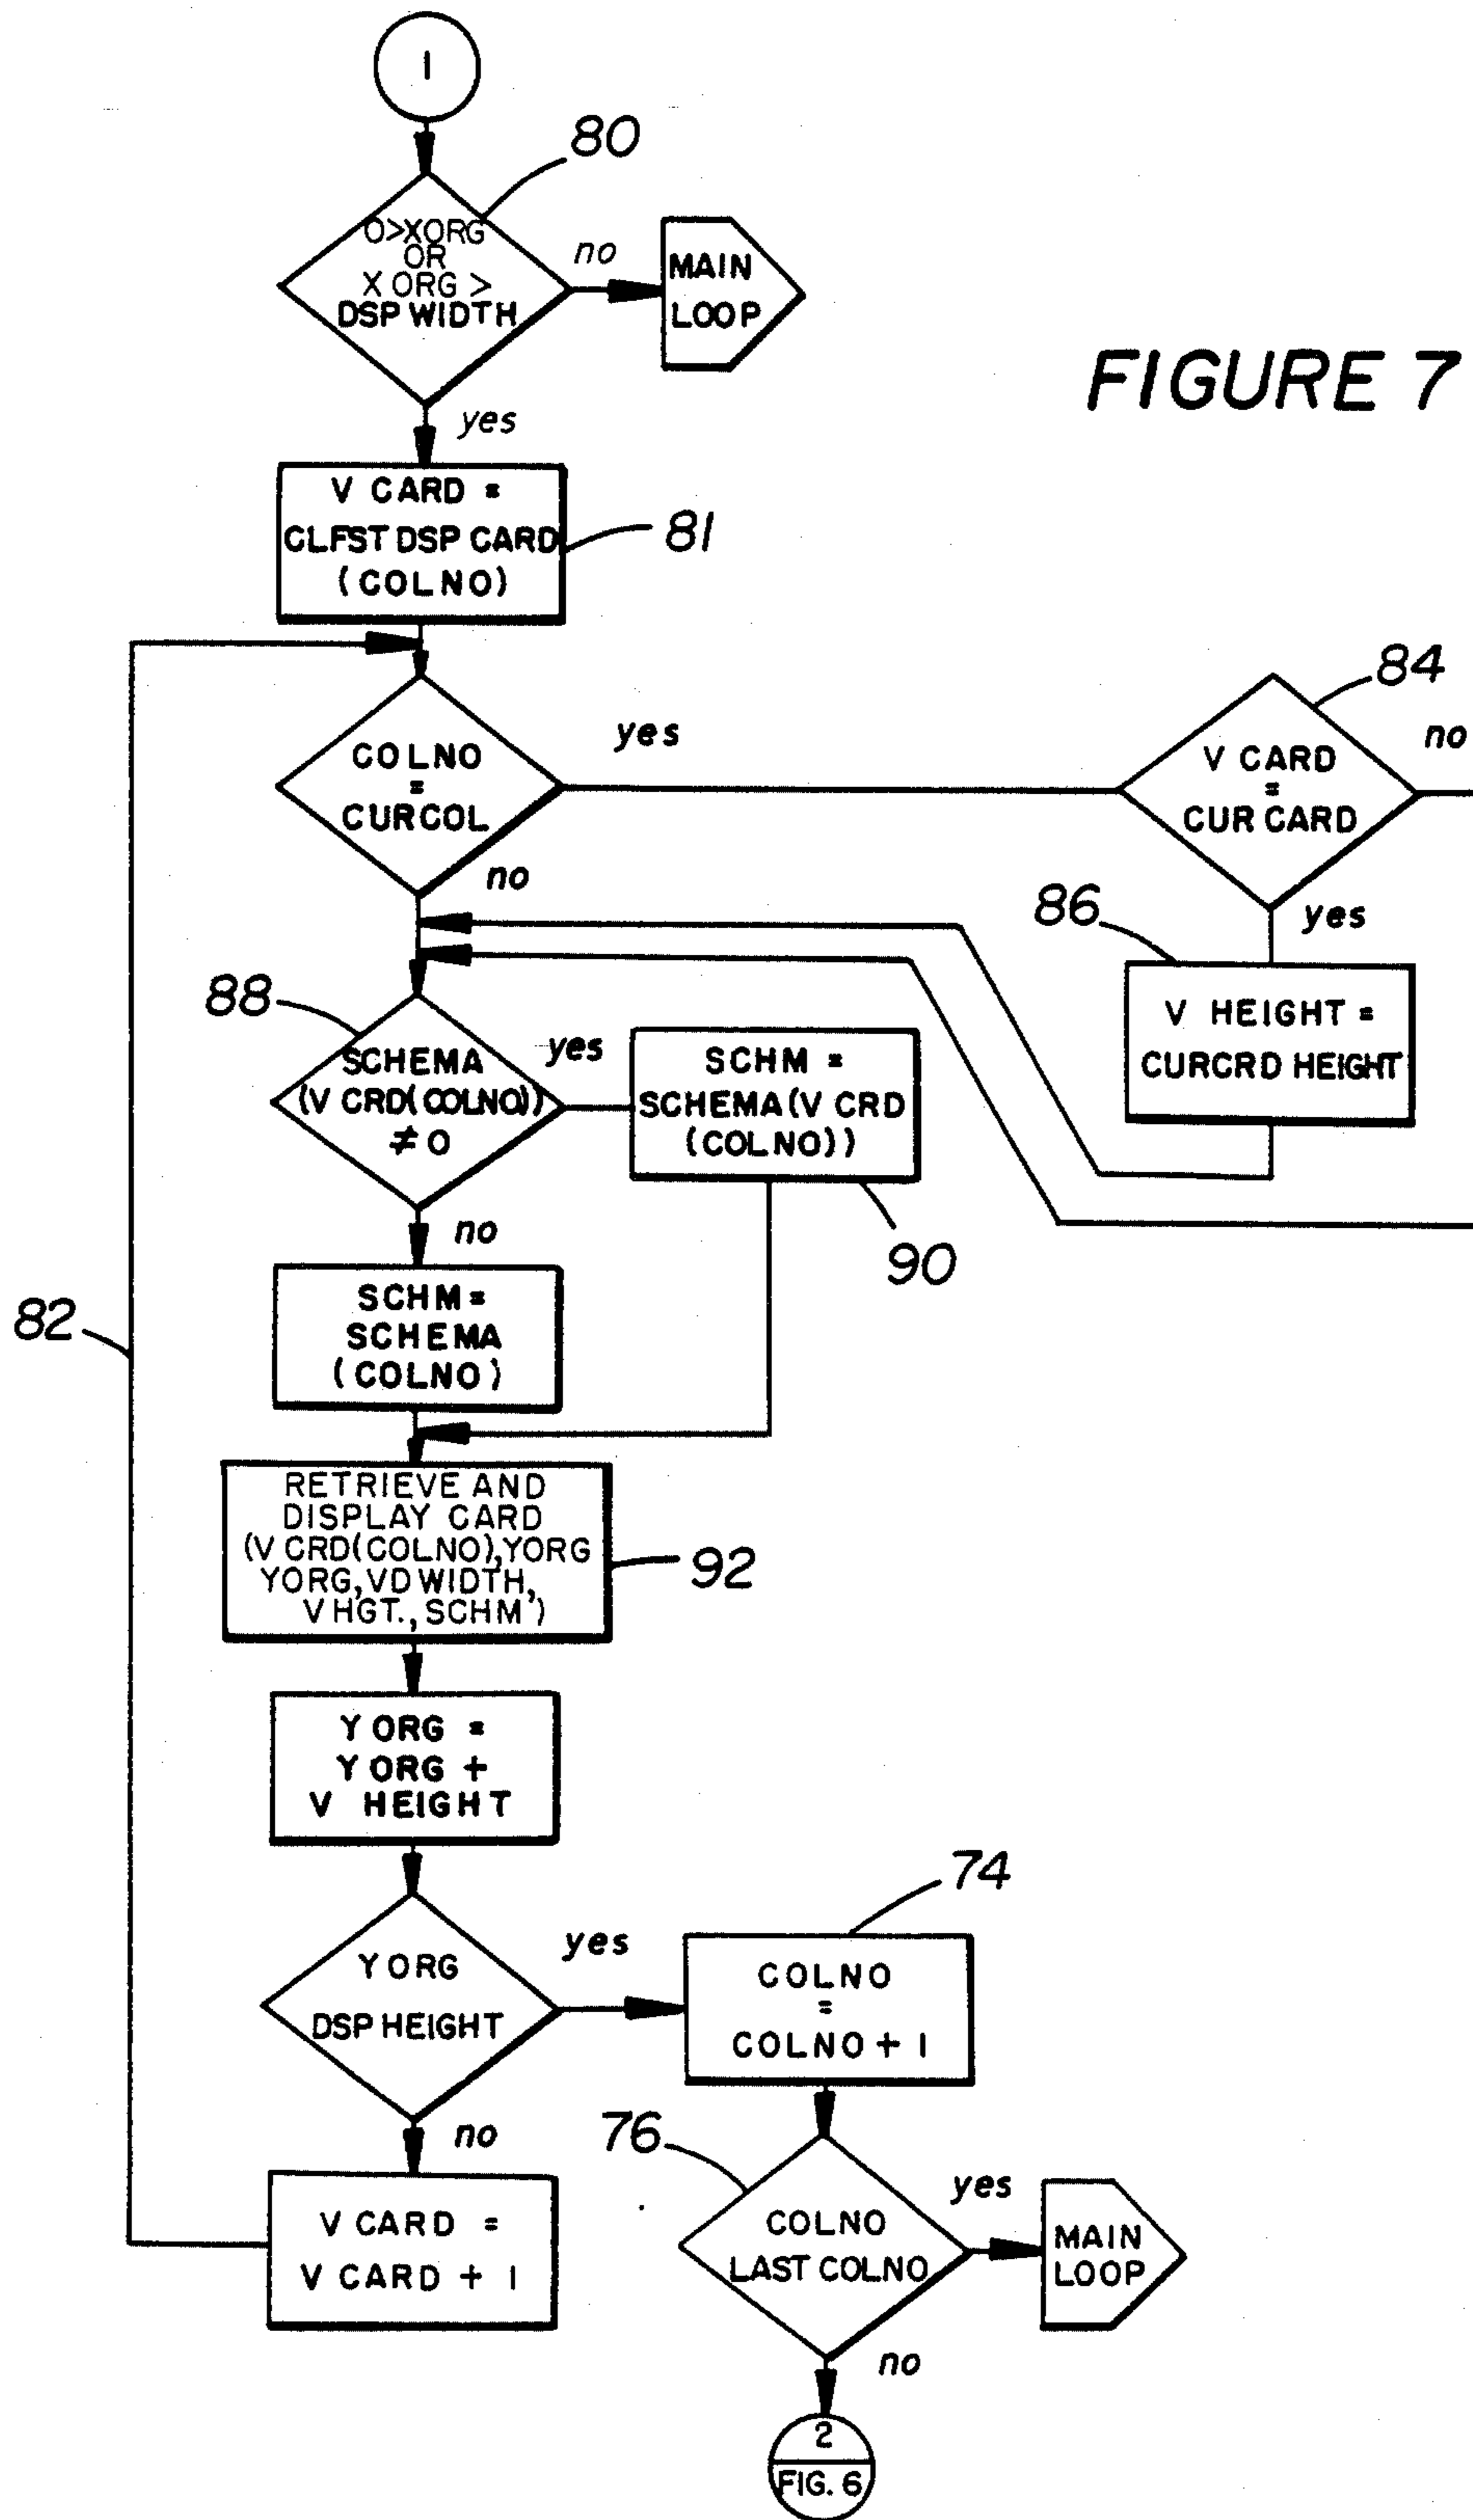 1
80
O>XORG
OR
X ORG >
DSP WIDTH
no
MAIN
LOOP
FIGURE 7
yes
V CARD =
CLFST DSP CARD
(COLNO)
81
COLNO
=
CURCOL
yes
no
84
V CARD
=
CUR CARD
no
yes
86
V HEIGHT =
CURCRD HEIGHT
88
SCHEMA
(V CRD(COLNO))
≠ O
yes
SCHM =
SCHEMA(V CRD
(COLNO))
90
no
SCHM =
SCHEMA
(COLNO)
82
RETRIEVE AND
DISPLAY CARD
(V CRD(COLNO),YORG
YORG,VD WIDTH,
V HGT.,SCHM')
92
Y ORG =
Y ORG +
V HEIGHT
Y ORG
DSP HEIGHT
yes
no
74
COLNO
=
COLNO + 1
76
COLNO
LAST COLNO
yes
MAIN
LOOP
no
V CARD =
V CARD + 1
2
FIG. 6